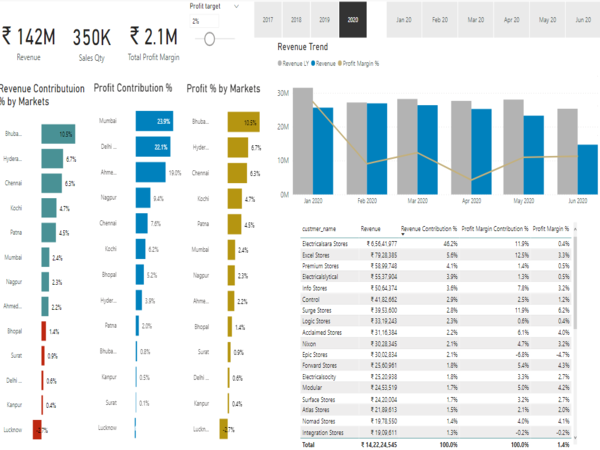 Profit target
2%
₹ 142M
Revenue
350K
Sales Qty
₹ 2.1M
Total Profit Margin
2017 2018 2019 2020
Jan 20 Feb 20 Mar 20 Apr 20 May 20 Jun 20
Revenue Contributuion % by Markets
Bhuba... 10.5%
Hydera... 6.7%
Chennai 6.3%
Kochi 4.7%
Patna 4.5%
Mumbai 2.4%
Nagpur 2.3%
Ahmed... 2.2%
Bhopal 1.4%
Surat 0.9%
Delhi ... 0.6%
Kanpur 0.4%
Lucknow -2.7%
Profit Contribution %
Mumbai 23.9%
Delhi ... 22.1%
Ahme... 19.0%
Nagpur
Chennai 7.6%
Kochi
Bhopal
Hyder... 3.9%
Patna 2.0%
Bhuba... 0.8%
Kanpur 0.5%
Surat 0.1%
Lucknow
Profit % by Markets
Bhuba... 10.5%
Hyder... 6.7%
Chennai 6.3%
Kochi 4.7%
Patna 4.5%
Mumbai 2.4%
Nagpur 2.3%
Ahme... 2.2%
Bhopal 1.4%
Surat 0.9%
Delhi ... 0.6%
Kanpur 0.4%
Luckn... -2.7%
Revenue Trend
Revenue LY Revenue Profit Margin %
30M
20M
10M
0M
Jan 2020 Feb 2020 Mar 2020 Apr 2020 May 2020 Jun 2020
custmer_name Revenue Revenue Contribution % Profit Margin Contribution % Profit Margin %
Electricalsara Stores ₹ 6,56,41,977 46.2% 11.9% 0.4%
Excel Stores ₹ 79,28,385 5.6% 12.5% 3.3%
Premium Stores ₹ 58,99,748 4.1% 1.4% 0.5%
Electricalslytical ₹ 55,37,904 3.9% 1.3% 0.5%
Info Stores ₹ 50,64,374 3.6% 7.8% 3.2%
Control ₹ 41,82,662 2.9% 2.5% 1.2%
Surge Stores ₹ 39,53,600 2.8% 11.9% 6.2%
Logic Stores ₹ 33,19,243 2.3% 0.6% 0.4%
Acclaimed Stores ₹ 31,16,384 2.2% 6.1% 4.0%
Nixon ₹ 30,28,345 2.1% 4.7% 3.2%
Epic Stores ₹ 30,02,834 2.1% -6.8% -4.7%
Forward Stores ₹ 25,60,961 1.8% 5.4% 4.3%
Electricalsocity ₹ 25,20,938 1.8% 3.3% 2.7%
Modular ₹ 24,53,519 1.7% 5.0% 4.2%
Surface Stores ₹ 24,20,004 1.7% 3.2% 2.7%
Atlas Stores ₹ 21,89,613 1.5% 2.1% 2.0%
Nomad Stores ₹ 19,78,550 1.4% 4.0% 4.1%
Integration Stores ₹ 19,09,611 1.3% -0.2% -0.2%
Total ₹ 14,22,24,545 100.0% 100.0% 1.4%